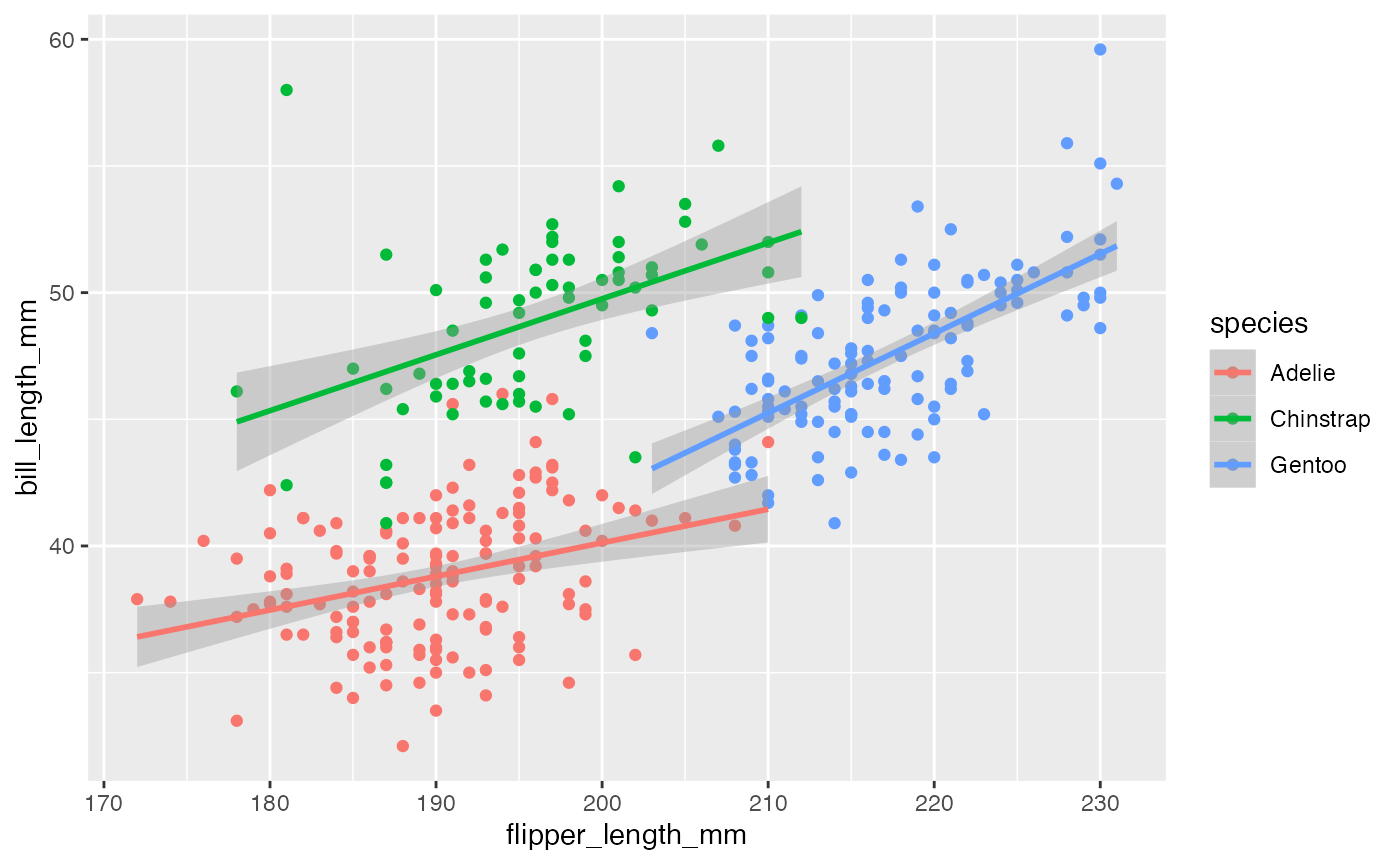 60
50
40
bill_length_mm
170 180 190 200 210 220 230
flipper_length_mm
species
Adelie
Chinstrap
Gentoo